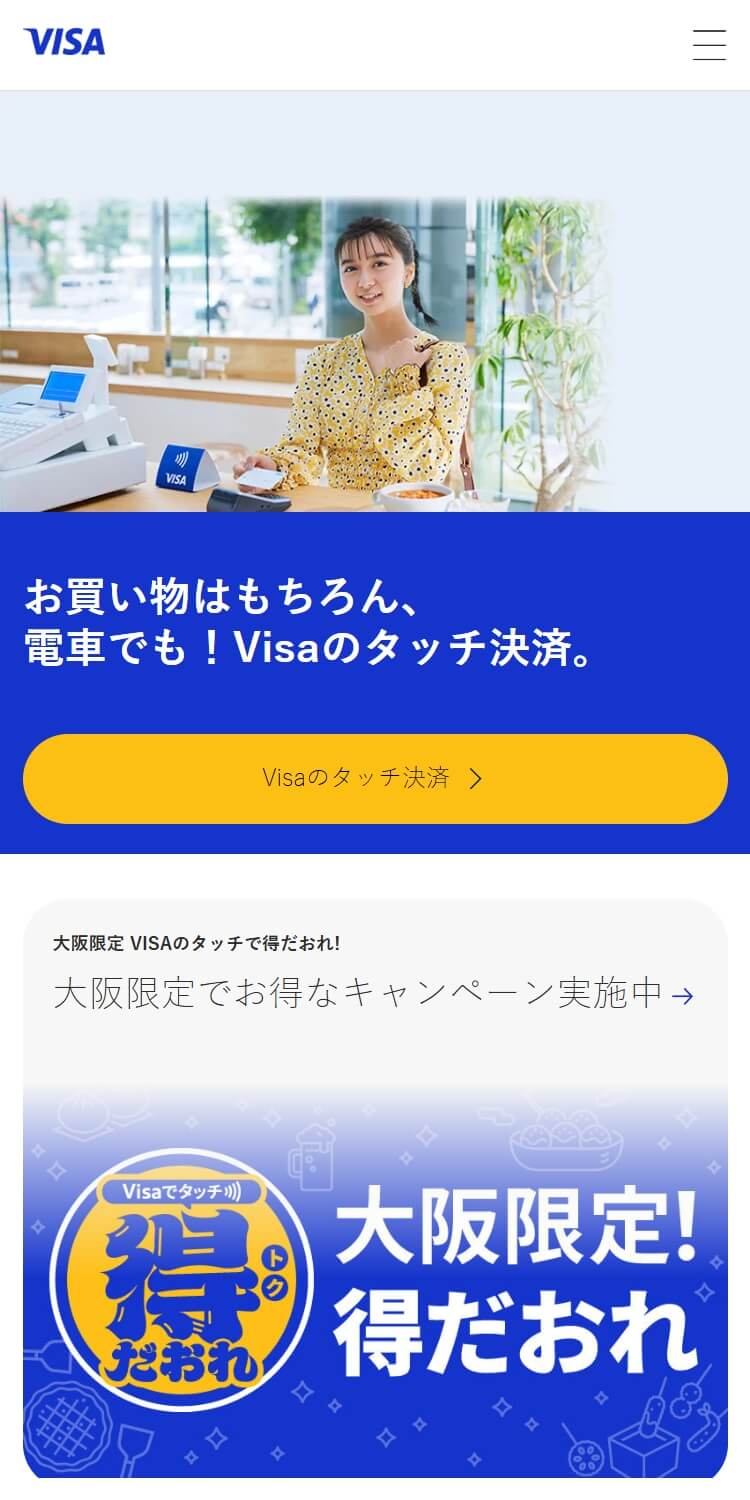 VISA
VISA
お買い物はもちろん、
電車でも！Visaのタッチ決済。
Visaのタッチ決済
大阪限定 VISAのタッチで得だおれ!
大阪限定でお得なキャンペーン実施中
Visaでタッチ
得
トク
だおれ
大阪限定!
得だおれ